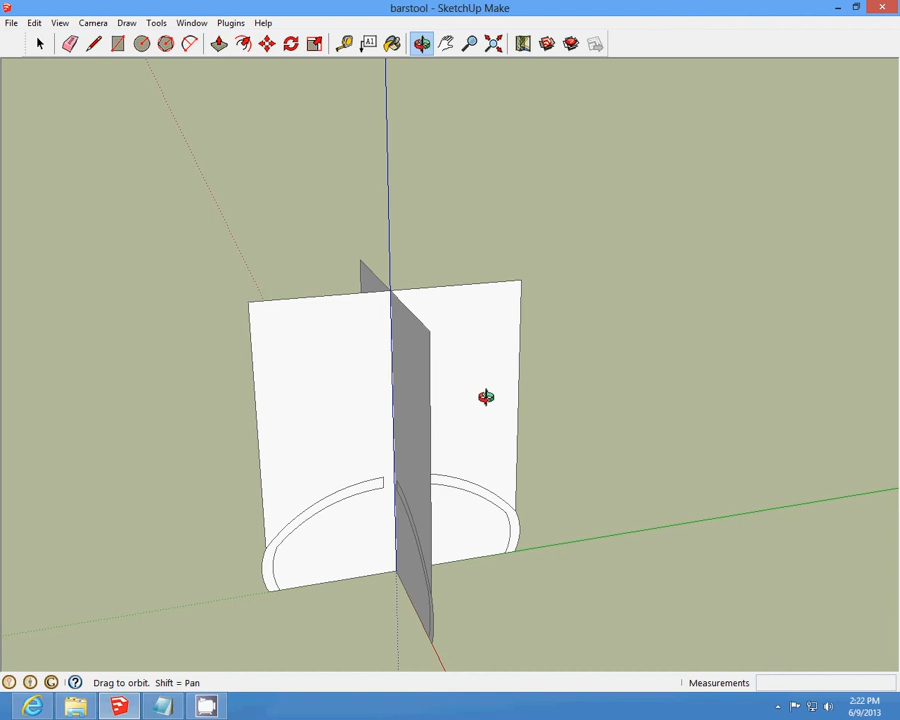 barstool - SketchUp Make
File Edit View Camera Draw Tools Window Plugins Help
A1
Drag to orbit. Shift = Pan
Measurements
2:22 PM
6/9/2013